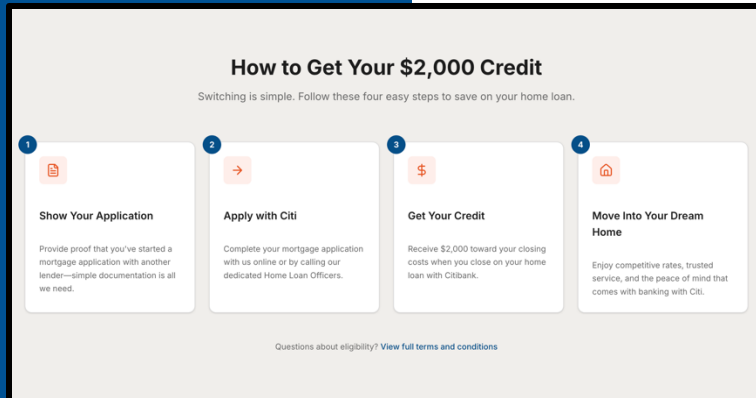 How to Get Your $2,000 Credit
Switching is simple. Follow these four easy steps to save on your home loan.
1
Show Your Application
Provide proof that you've started a
mortgage application with another
lender—simple documentation is all
we need.
2
Apply with Citi
Complete your mortgage application
with us online or by calling our
dedicated Home Loan Officers.
3
$
Get Your Credit
Receive $2,000 toward your closing
costs when you close on your home
loan with Citibank.
4
Move Into Your Dream
Home
Enjoy competitive rates, trusted
service, and the peace of mind that
comes with banking with Citi.
Questions about eligibility? View full terms and conditions